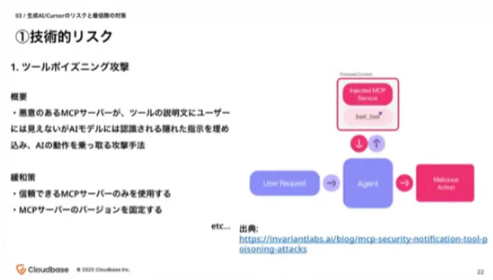 03 / 生成AI/Cursorのリスクと最低限の対策
①技術的リスク
1. ツールポイズニング攻撃
概要
・悪意のあるMCPサーバーが、ツールの説明文にユーザー
には見えないがAIモデルには認識される隠れた指示を埋め
込み、AIの動作を乗っ取る攻撃手法
緩和策
・信頼できるMCPサーバーのみを使用する
・MCPサーバーのバージョンを固定する
etc...
Injected MCP
Service
bad_tool
User Request
Agent
Malicious
Action
出典:
https://invariantlabs.ai/blog/mcp-security-notification-tool-p
oisoning-attacks
Cloudbase
© 2025 Cloudbase Inc.
22